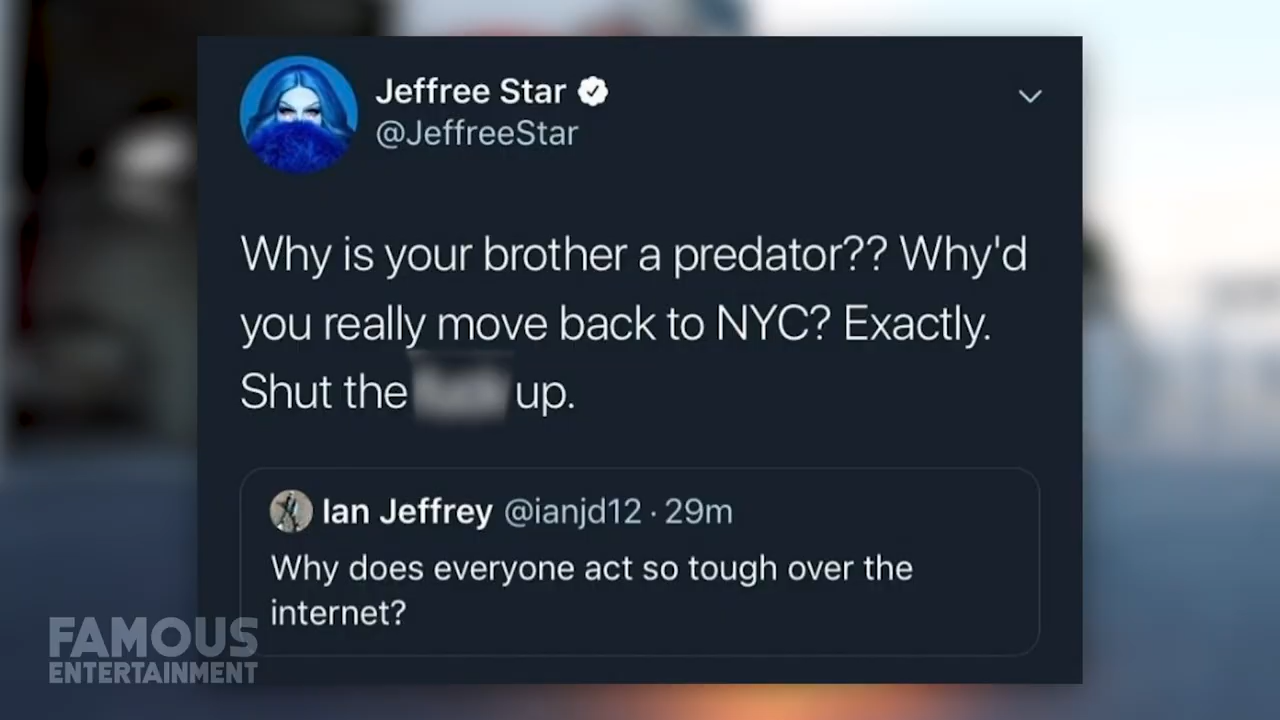 Jeffree Star
@JeffreeStar
Why is your brother a predator?? Why'd
you really move back to NYC? Exactly.
Shut the up.
Ian Jeffrey @ianjd12 · 29m
Why does everyone act so tough over the
internet?
FAMOUS
ENTERTAINMENT